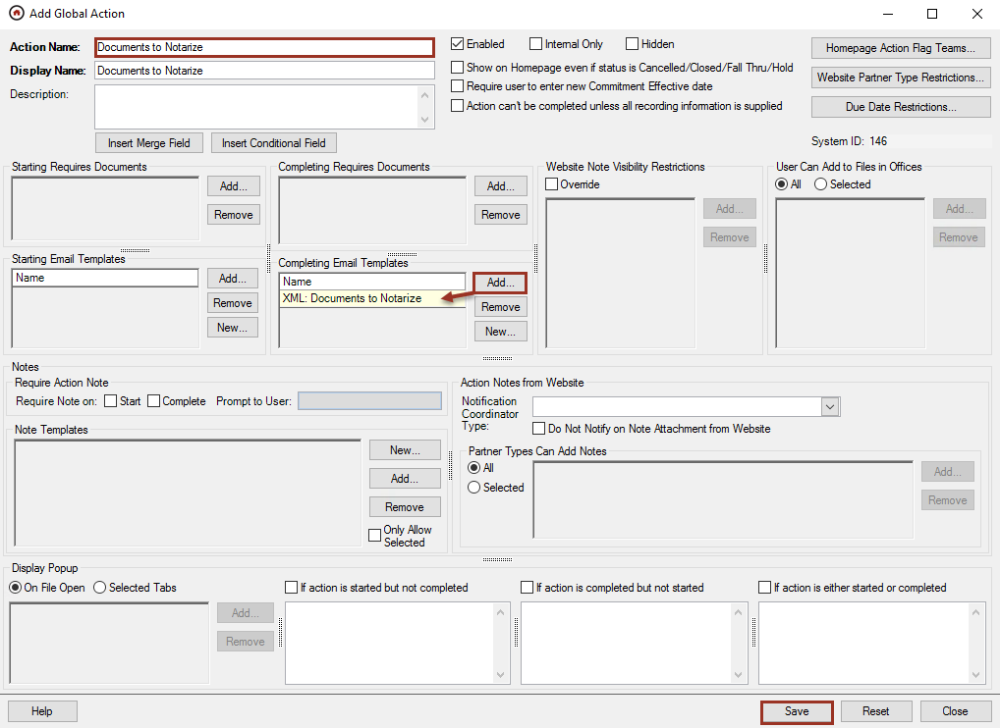 Add Global Action
Action Name: Documents to Notarize
Display Name: Documents to Notarize
Description:
Insert Merge Field Insert Conditional Field
Enabled Internal Only Hidden
Show on Homepage even if status is Cancelled/Closed/Fall Thru/Hold
Require user to enter new Commitment Effective date
Action can't be completed unless all recording information is supplied
Homepage Action Flag Teams...
Website Partner Type Restrictions...
Due Date Restrictions...
System ID: 146
Starting Requires Documents
Add...
Remove
Completing Requires Documents
Add...
Remove
Website Note Visibility Restrictions
Override
Add...
Remove
User Can Add to Files in Offices
All Selected
Add...
Remove
Starting Email Templates
Name
Add...
Remove
New...
Completing Email Templates
Name
XML: Documents to Notarize
Add...
Remove
New...
Notes
Require Action Note
Require Note on: Start Complete Prompt to User:
Note Templates
New...
Add...
Remove
Only Allow
Selected
Action Notes from Website
Notification
Coordinator
Type:
Do Not Notify on Note Attachment from Website
Partner Types Can Add Notes
All
Selected
Add...
Remove
Display Popup
On File Open Selected Tabs
Add...
Remove
If action is started but not completed
If action is completed but not started
If action is either started or completed
Help Save Reset Close